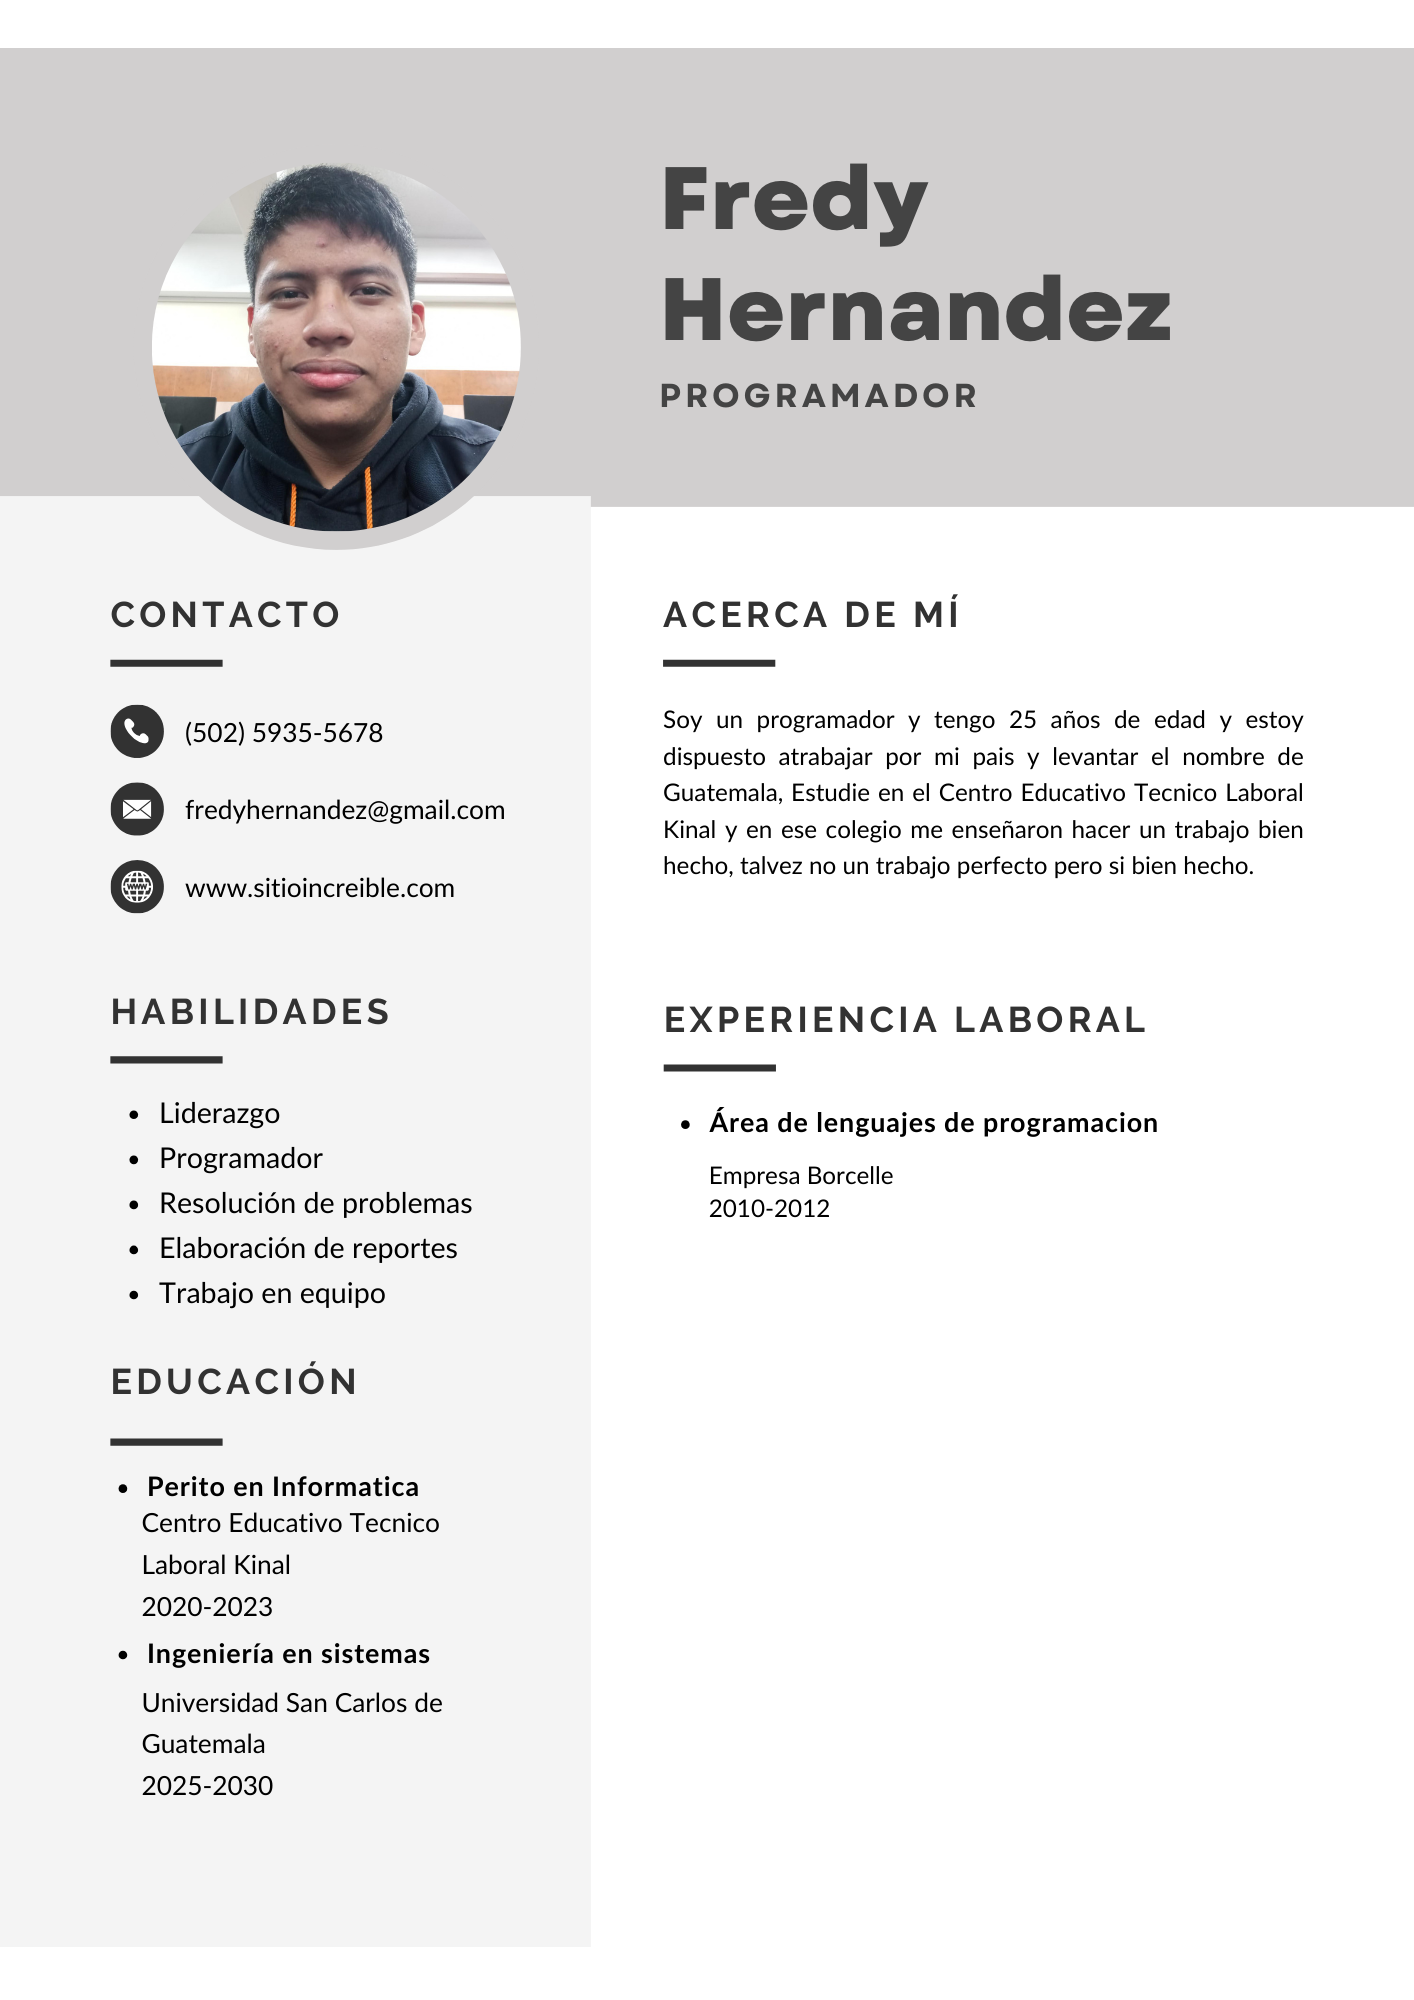 Fredy
Hernandez
PROGRAMADOR
CONTACTO
(502) 5935-5678
fredyhernandez@gmail.com
www.sitioincreible.com
HABILIDADES
Liderazgo
Programador
Resolución de problemas
Elaboración de reportes
Trabajo en equipo
EDUCACIÓN
Perito en Informatica
Centro Educativo Tecnico
Laboral Kinal
2020-2023
Ingeniería en sistemas
Universidad San Carlos de
Guatemala
2025-2030
ACERCA DE MÍ
Soy un programador y tengo 25 años de edad y estoy
dispuesto atrabajar por mi pais y levantar el nombre de
Guatemala, Estudie en el Centro Educativo Tecnico Laboral
Kinal y en ese colegio me enseñaron hacer un trabajo bien
hecho, talvez no un trabajo perfecto pero si bien hecho.
EXPERIENCIA LABORAL
Área de lenguajes de programacion
Empresa Borcelle
2010-2012